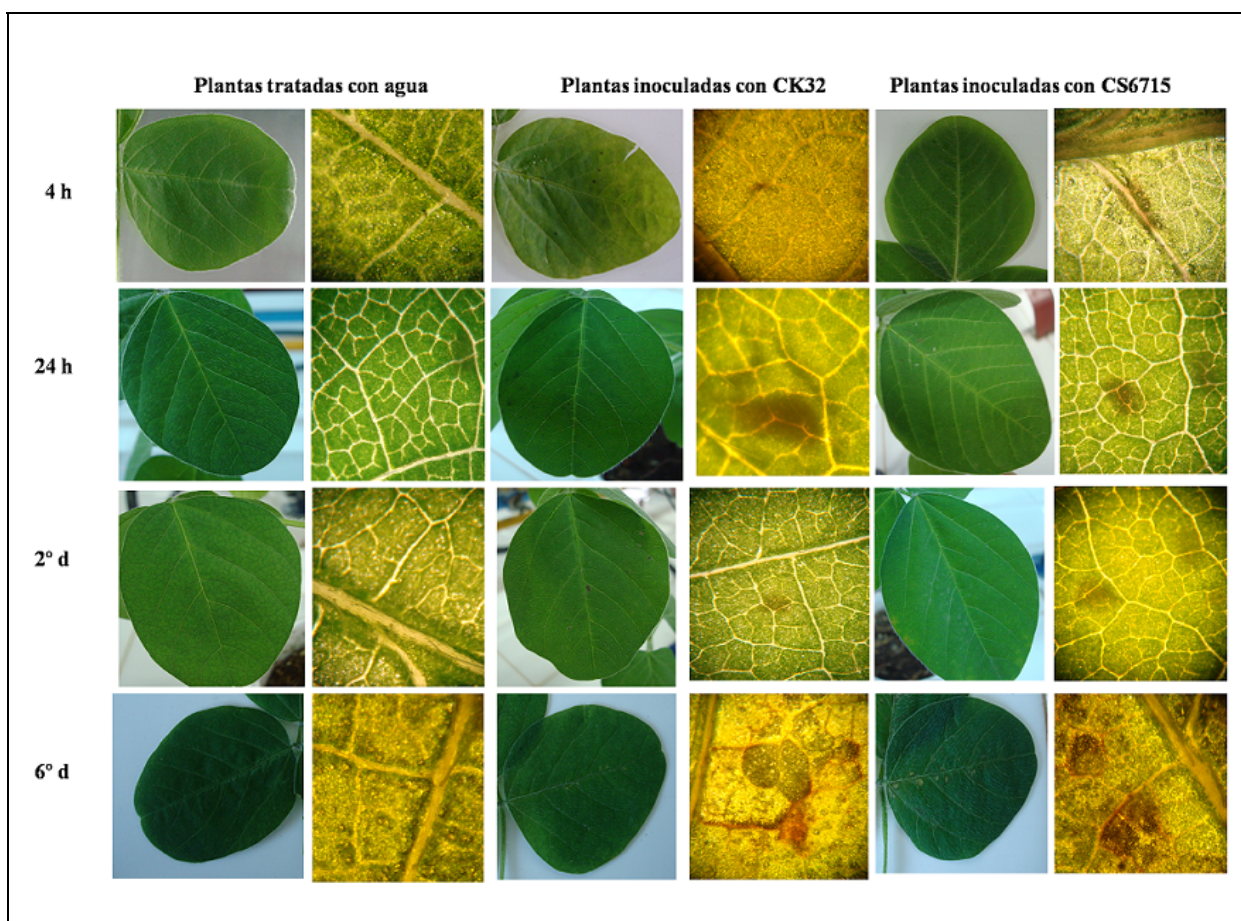 Plantas tratadas con agua
Plantas inoculadas con CK32
Plantas inoculadas con CS6715
4 h
24 h
2° d
6° d